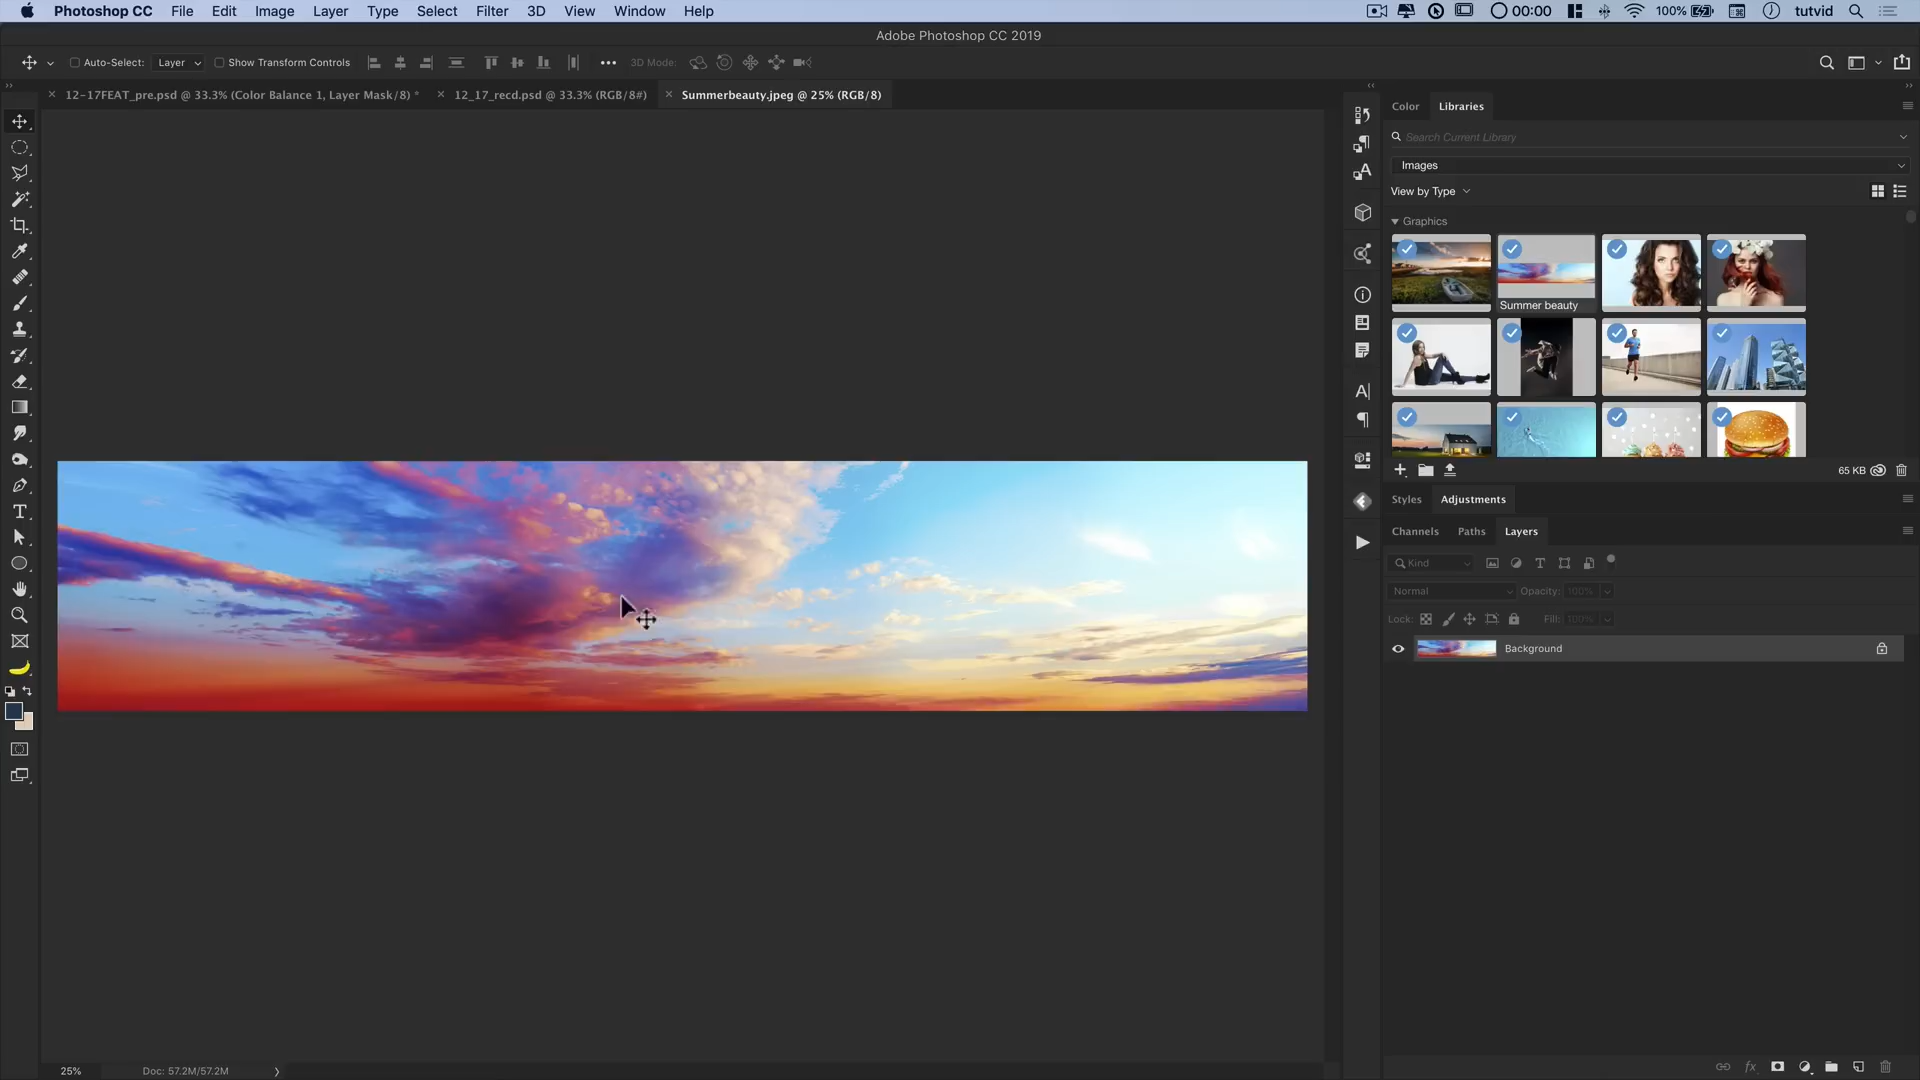 Photoshop CC File Edit Image Layer Type Select Filter 3D View Window Help 00:00 100% tutvid
Adobe Photoshop CC 2019
Auto-Select: Layer Show Transform Controls 3D Mode:
12-17FEAT_pre.psd @ 33.3% (Color Balance 1, Layer Mask/8) * 12_17_recd.psd @ 33.3% (RGB/8#) Summerbeauty.jpeg @ 25% (RGB/8)
Color Libraries
Search Current Library
Images
View by Type
Graphics
Summer beauty
65 KB
Styles Adjustments
Channels Paths Layers
Kind
Normal Opacity: 100%
Lock: Fill: 100%
Background
25% Doc: 57.2M/57.2M